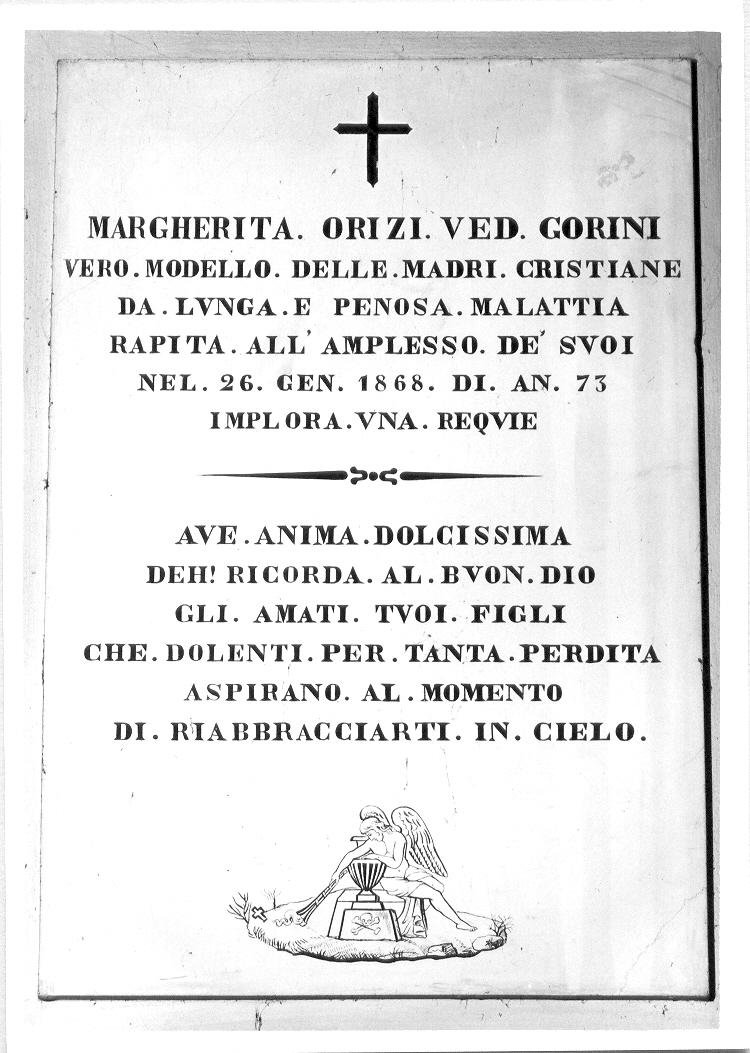 MARGHERITA. ORIZI. VED. GORINI
VERO. MODELLO. DELLE. MADRI. CRISTIANE
DA. LVNGA. E PENOSA. MALATTIA
RAPITA. ALL' AMPLESSO. DE' SVOI
NEL. 26. GEN. 1868. DI. AN. 73
IMPLORA. VNA. REQVIE
AVE. ANIMA. DOLCISSIMA
DEH! RICORDA. AL. BVON. DIO
GLI. AMATI. TVOI. FIGLI
CHE. DOLENTI. PER. TANTA. PERDITA
ASPIRANO. AL. MOMENTO
DI. RIABBRACCIARTI. IN. CIELO.